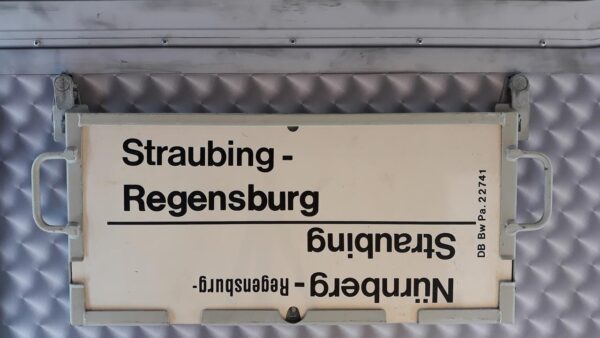 Straubing -
Regensburg
Nürnberg - Regensburg -
Straubing
DB Bw Pa. 22741